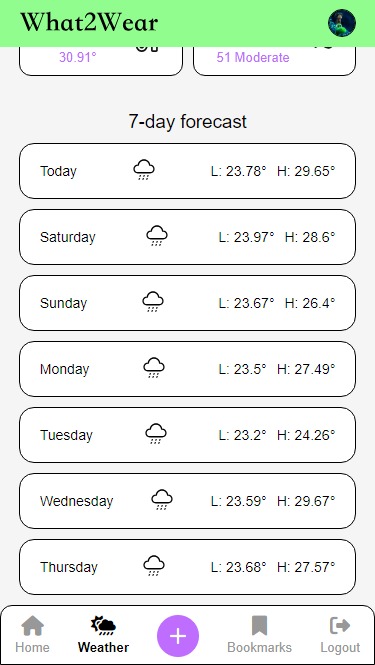 What2Wear
30.91°
51 Moderate
7-day forecast
Today L: 23.78° H: 29.65°
Saturday L: 23.97° H: 28.6°
Sunday L: 23.67° H: 26.4°
Monday L: 23.5° H: 27.49°
Tuesday L: 23.2° H: 24.26°
Wednesday L: 23.59° H: 29.67°
Thursday L: 23.68° H: 27.57°
Home Weather Bookmarks Logout